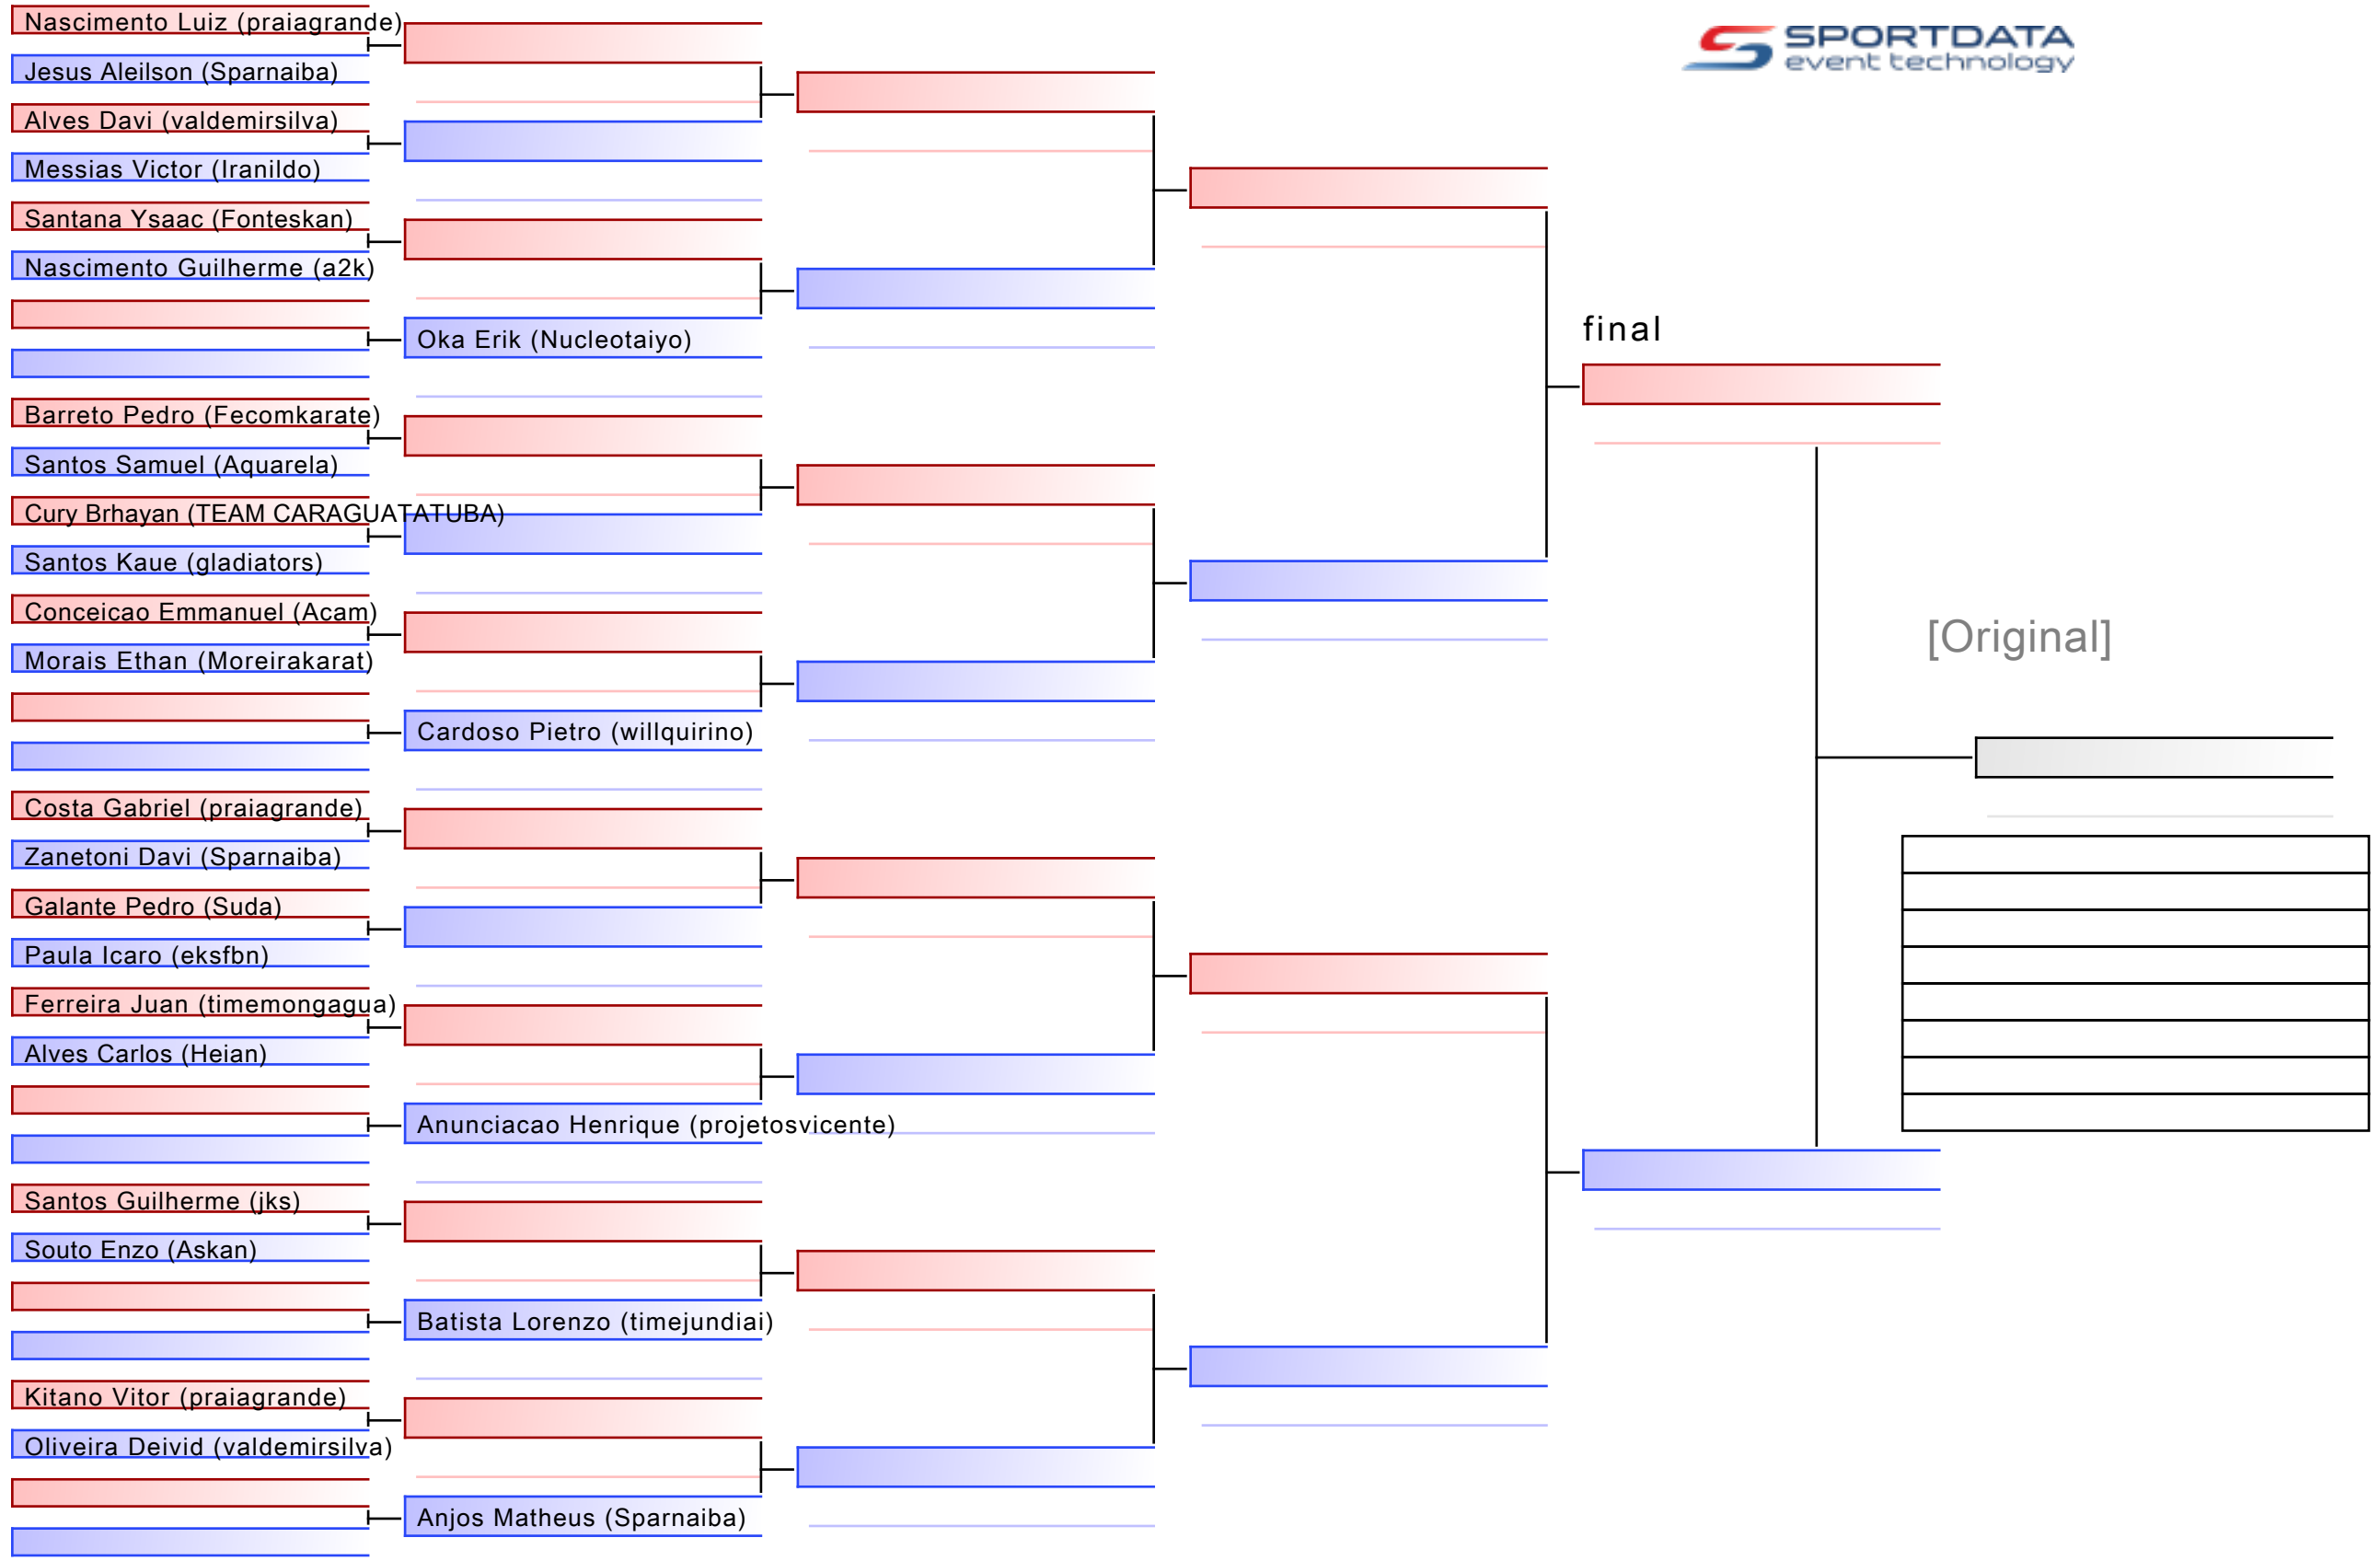 Nascimento Luiz (praiagrande)
Jesus Aleilson (Sparnaiba)
Alves Davi (valdemirsilva)
Messias Victor (Iranildo)
Santana Ysaac (Fonteskan)
Nascimento Guilherme (a2k)
Oka Erik (Nucleotaiyo)
Barreto Pedro (Fecomkarate)
Santos Samuel (Aquarela)
Cury Brhayan (TEAM CARAGUATATUBA)
Santos Kaue (gladiators)
Conceicao Emmanuel (Acam)
Morais Ethan (Moreirakarat)
Cardoso Pietro (willquirino)
Costa Gabriel (praiagrande)
Zanetoni Davi (Sparnaiba)
Galante Pedro (Suda)
Paula Icaro (eksfbn)
Ferreira Juan (timemongagua)
Alves Carlos (Heian)
Anunciacao Henrique (projetosvicente)
Santos Guilherme (jks)
Souto Enzo (Askan)
Batista Lorenzo (timejundiai)
Kitano Vitor (praiagrande)
Oliveira Deivid (valdemirsilva)
Anjos Matheus (Sparnaiba)
SPORTDATA
event technology
final
[Original]